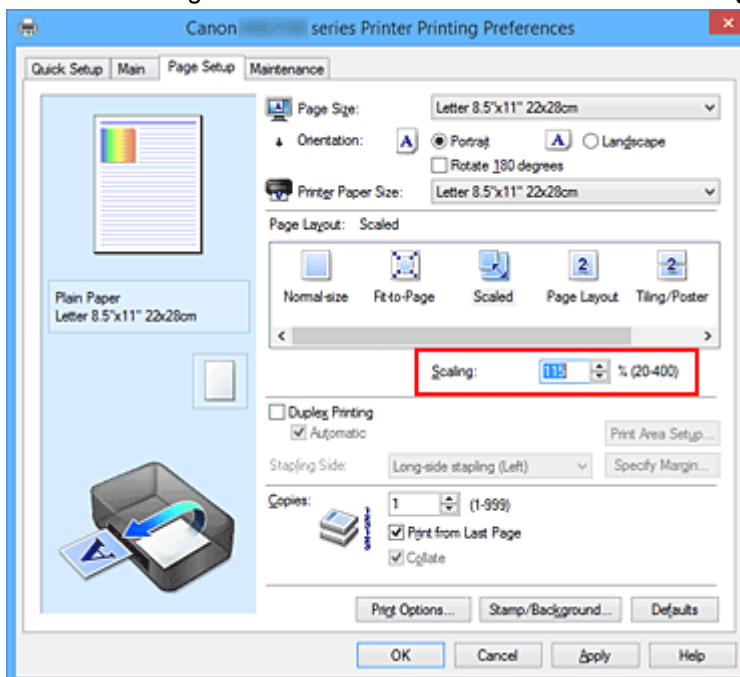 Canon series Printer Printing Preferences
Quick Setup Main Page Setup Maintenance
Page Size: Letter 8.5"x11" 22x28cm
Orientation: A Portrait A Landscape
Rotate 180 degrees
Printer Paper Size: Letter 8.5"x11" 22x28cm
Page Layout: Scaled
2 2
Normal-size Fit-to-Page Scaled Page Layout Tiling/Poster
Plain Paper
Letter 8.5"x11" 22x28cm
Scaling: 115 % (20-400)
Duplex Printing
Automatic
Print Area Setup...
Stapling Side: Long-side stapling (Left) Specify Margin...
Copies: 1 (1-999)
Print from Last Page
Collate
A
Print Options... Stamp/Background... Defaults
OK Cancel Apply Help